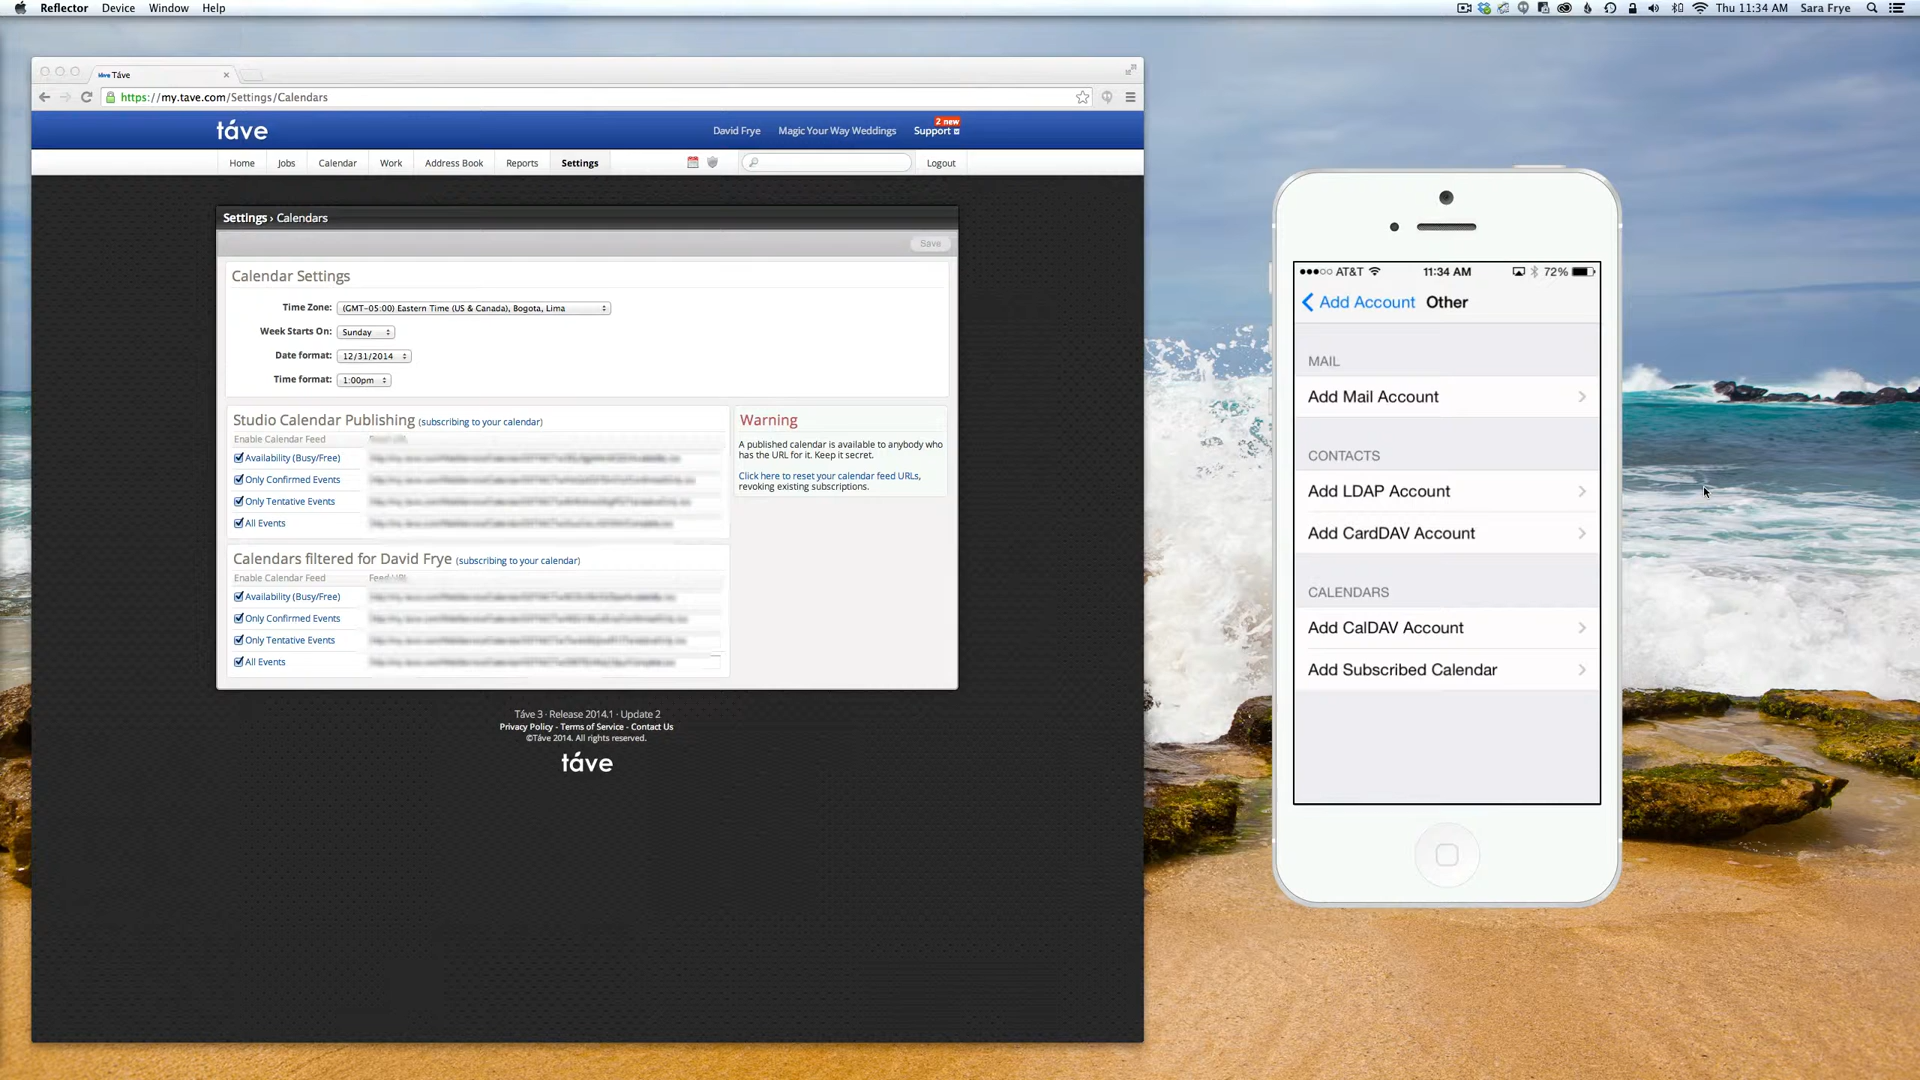 Reflector Device Window Help
Thu 11:34 AM Sara Frye
Táve
https://my.tave.com/Settings/Calendars
táve
David Frye Magic Your Way Weddings Support
2 new
Home Jobs Calendar Work Address Book Reports Settings Logout
Settings › Calendars
Save
Calendar Settings
Time Zone: (GMT-05:00) Eastern Time (US & Canada), Bogota, Lima
Week Starts On: Sunday
Date format: 12/31/2014
Time format: 1:00pm
Studio Calendar Publishing (subscribing to your calendar)
Enable Calendar Feed
Availability (Busy/Free)
Only Confirmed Events
Only Tentative Events
All Events
Warning
A published calendar is available to anybody who
has the URL for it. Keep it secret.
Click here to reset your calendar feed URLs,
revoking existing subscriptions.
Calendars filtered for David Frye (subscribing to your calendar)
Enable Calendar Feed Feed URL
Availability (Busy/Free)
Only Confirmed Events
Only Tentative Events
All Events
Táve 3 · Release 2014.1 · Update 2
Privacy Policy - Terms of Service - Contact Us
©Táve 2014. All rights reserved.
táve
AT&T 11:34 AM 72%
Add Account Other
MAIL
Add Mail Account
CONTACTS
Add LDAP Account
Add CardDAV Account
CALENDARS
Add CalDAV Account
Add Subscribed Calendar